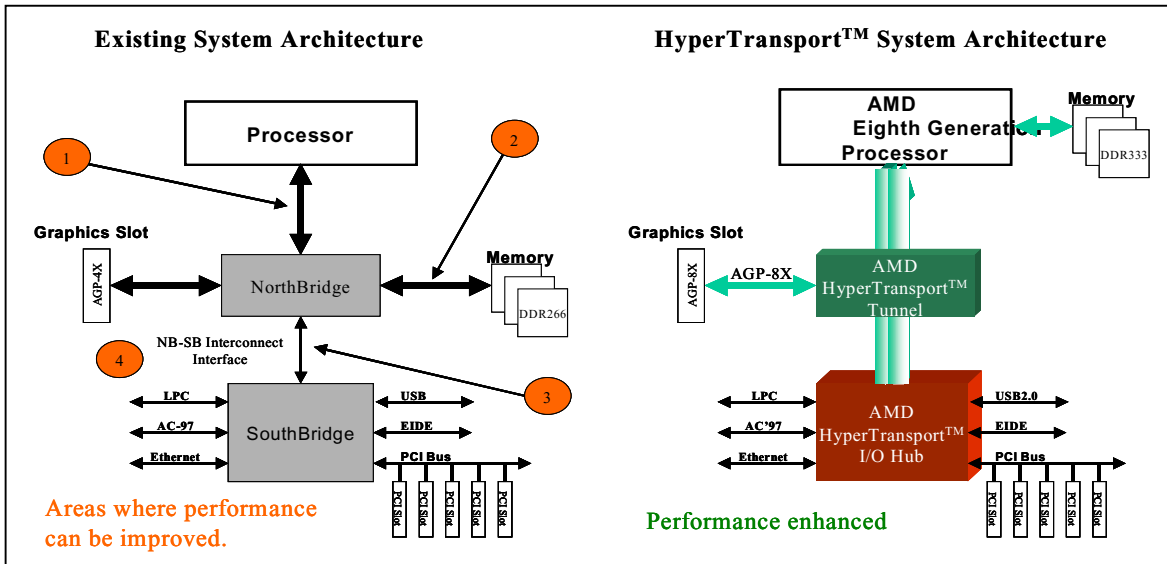 Existing System Architecture
Processor
1
2
Graphics Slot
AGP-4X
NorthBridge
Memory
DDR266
4
NB-SB Interconnect
Interface
3
SouthBridge
LPC
AC-97
Ethernet
USB
EIDE
PCI Bus
PCI Slot
PCI Slot
PCI Slot
PCI Slot
PCI Slot
Areas where performance
can be improved.
HyperTransport™ System Architecture
AMD
Eighth Generation
Processor
Memory
DDR333
Graphics Slot
AGP-8X
AGP-8X
AMD
HyperTransport™
Tunnel
AMD
HyperTransport™
I/O Hub
LPC
AC'97
Ethernet
USB2.0
EIDE
PCI Bus
PCI Slot
PCI Slot
PCI Slot
PCI Slot
PCI Slot
Performance enhanced